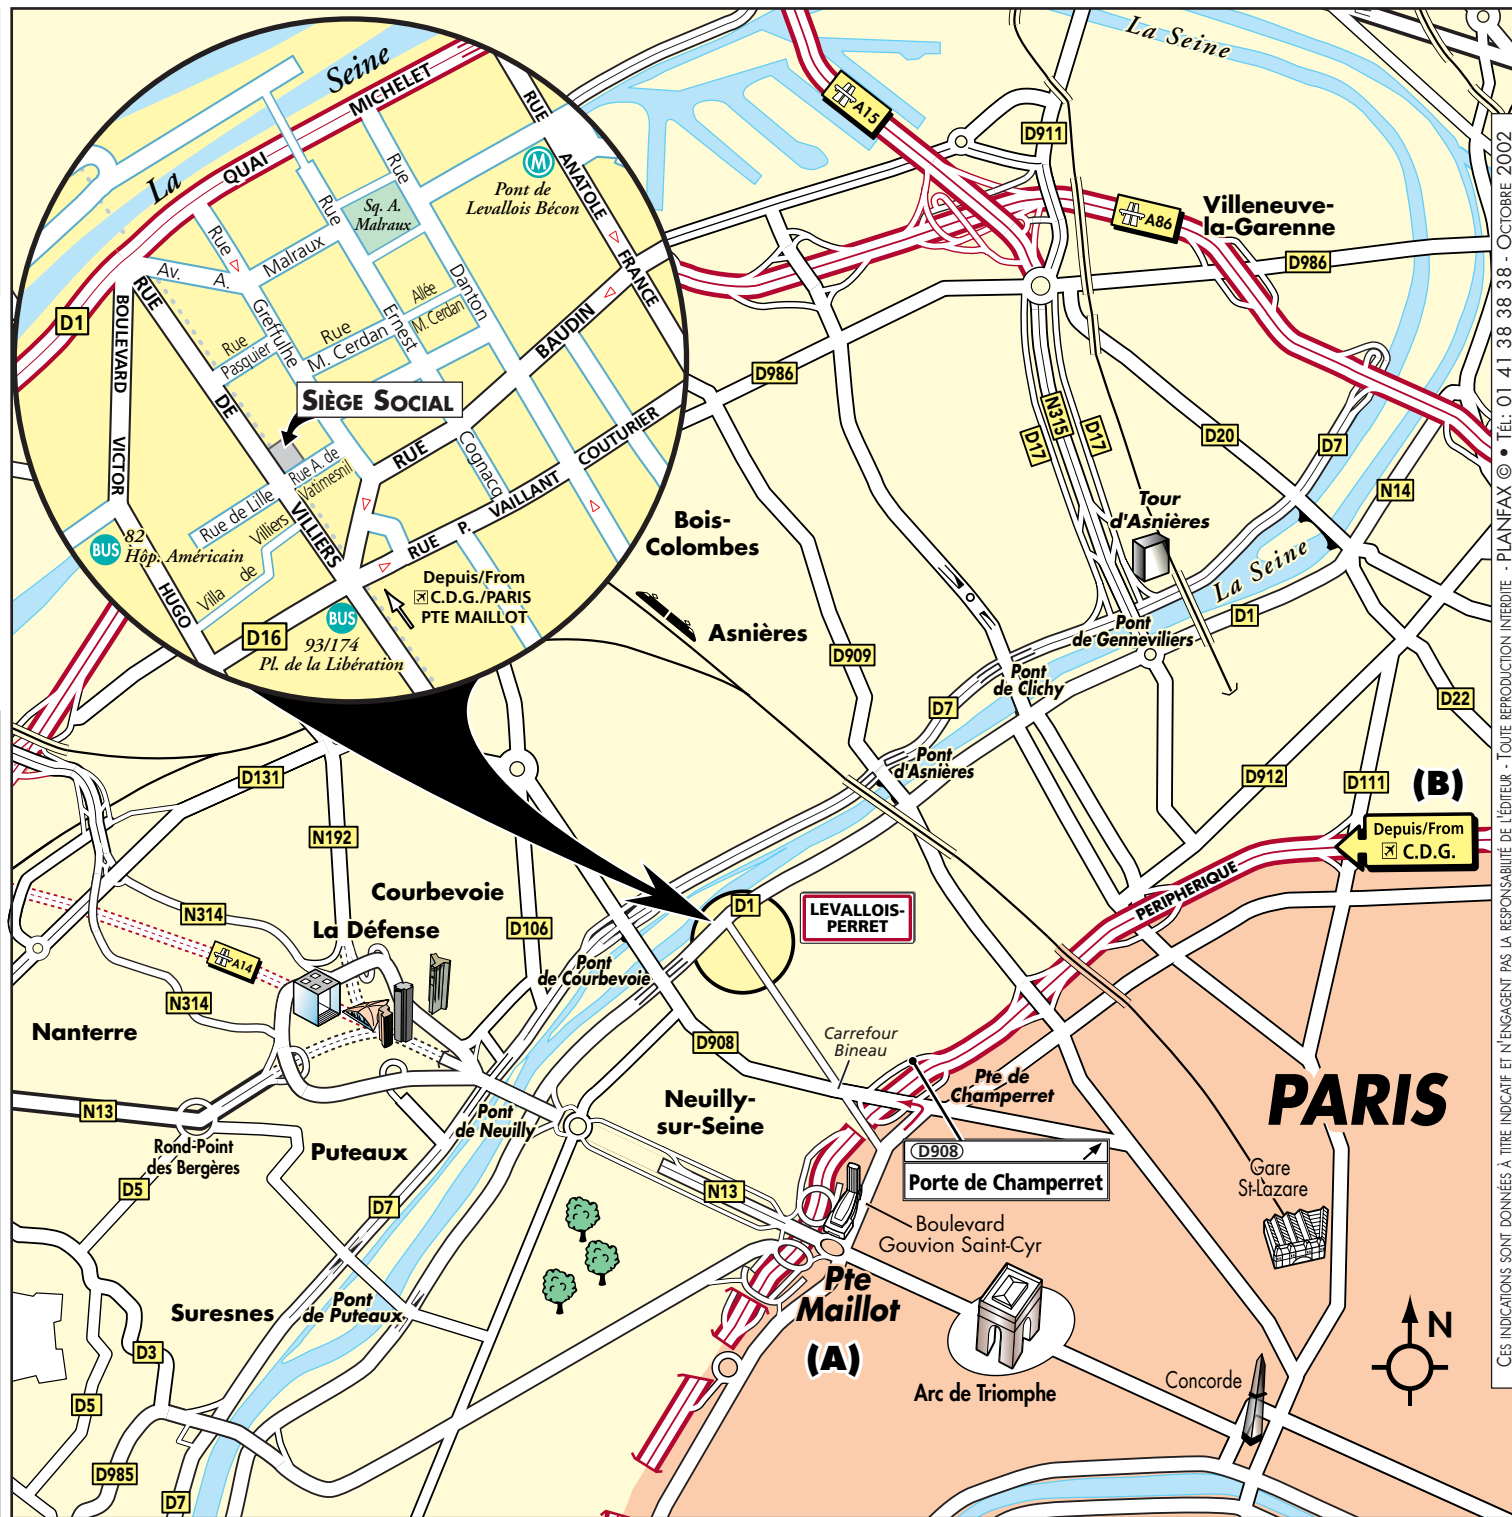 La Seine
QUAI
MICHELET
RUE
ANATOLE
FRANCE
M
Pont de
Levallois Bécon
Rue
Sq. A.
Malraux
Rue
Rue
Av.
A.
Malraux
Greffulhe
Danton
Ernest
Allée
M. Cerdan
Rue
M. Cerdan
Rue
Pasquier
D1
BOULEVARD
VICTOR
HUGO
RUE
DE
VILLIERS
SIÈGE SOCIAL
RUE
BAUDIN
Cognacq
RUE P. VAILLANT COUTURIER
Rue A. de
Vatimesnil
Rue de Lille
Villa
de
Villiers
BUS
82
Hôp. Américain
BUS
93/174
Pl. de la Libération
D16
Depuis/From
C.D.G./PARIS
PTE MAILLOT
La Seine
A15
D911
A86
Villeneuve-
la-Garenne
D986
D986
D17
N315
D17
D20
D7
N14
Tour
d'Asnières
Bois-
Colombes
La Seine
D1
Asnières
D909
Pont
de Gennevilliers
Pont
de Clichy
D7
D22
Pont
d'Asnières
D912
D111
(B)
Depuis/From
C.D.G.
D131
N192
PERIPHERIQUE
Courbevoie
La Défense
N314
D106
D1
LEVALLOIS-
PERRET
A14
N314
Pont
de Courbevoie
Nanterre
D908
Carrefour
Bineau
Pte de
Champerret
PARIS
N13
Neuilly-
sur-Seine
Pont
de Neuilly
Rond-Point
des Bergères
Puteaux
D908
Porte de Champerret
D5
D7
N13
Gare
St-Lazare
Boulevard
Gouvion Saint-Cyr
Suresnes
Pont
de Puteaux
Pte
Maillot
(A)
N
D3
Arc de Triomphe
Concorde
D5
D985
D7
CES INDICATIONS SONT DONNÉES À TITRE INDICATIF ET N'ENGAGENT PAS LA RESPONSABILITÉ DE L'ÉDITEUR - TOUTE REPRODUCTION INTERDITE - PLANFAX © • TÉL: 01 41 38 38 38 - OCTOBRE 2002